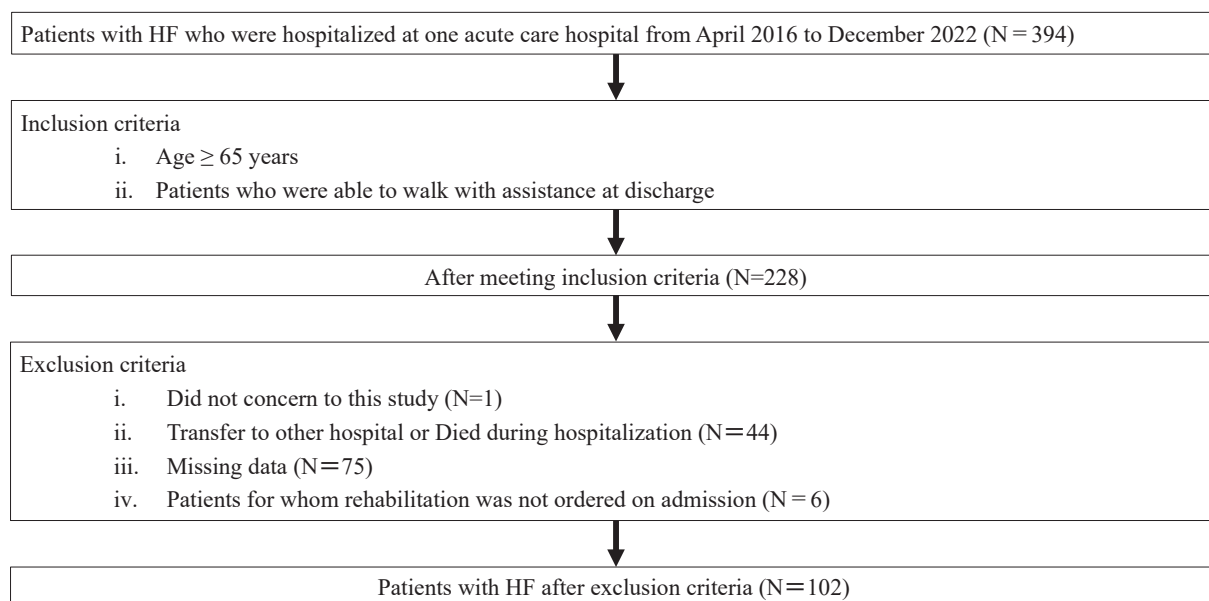 Patients with HF who were hospitalized at one acute care hospital from April 2016 to December 2022 (N = 394)
Inclusion criteria
i. Age ≥ 65 years
ii. Patients who were able to walk with assistance at discharge
After meeting inclusion criteria (N=228)
Exclusion criteria
i. Did not concern to this study (N=1)
ii. Transfer to other hospital or Died during hospitalization (N＝44)
iii. Missing data (N＝75)
iv. Patients for whom rehabilitation was not ordered on admission (N = 6)
Patients with HF after exclusion criteria (N＝102)